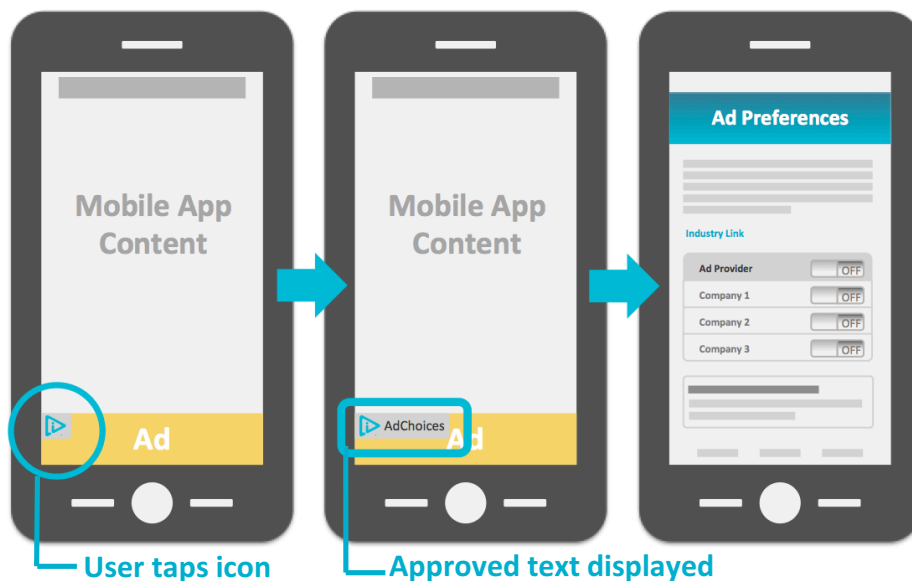 Mobile App
Content
Ad
User taps icon
Mobile App
Content
AdChoices
Ad
Approved text displayed
Ad Preferences
Industry Link
Ad Provider OFF
Company 1 OFF
Company 2 OFF
Company 3 OFF